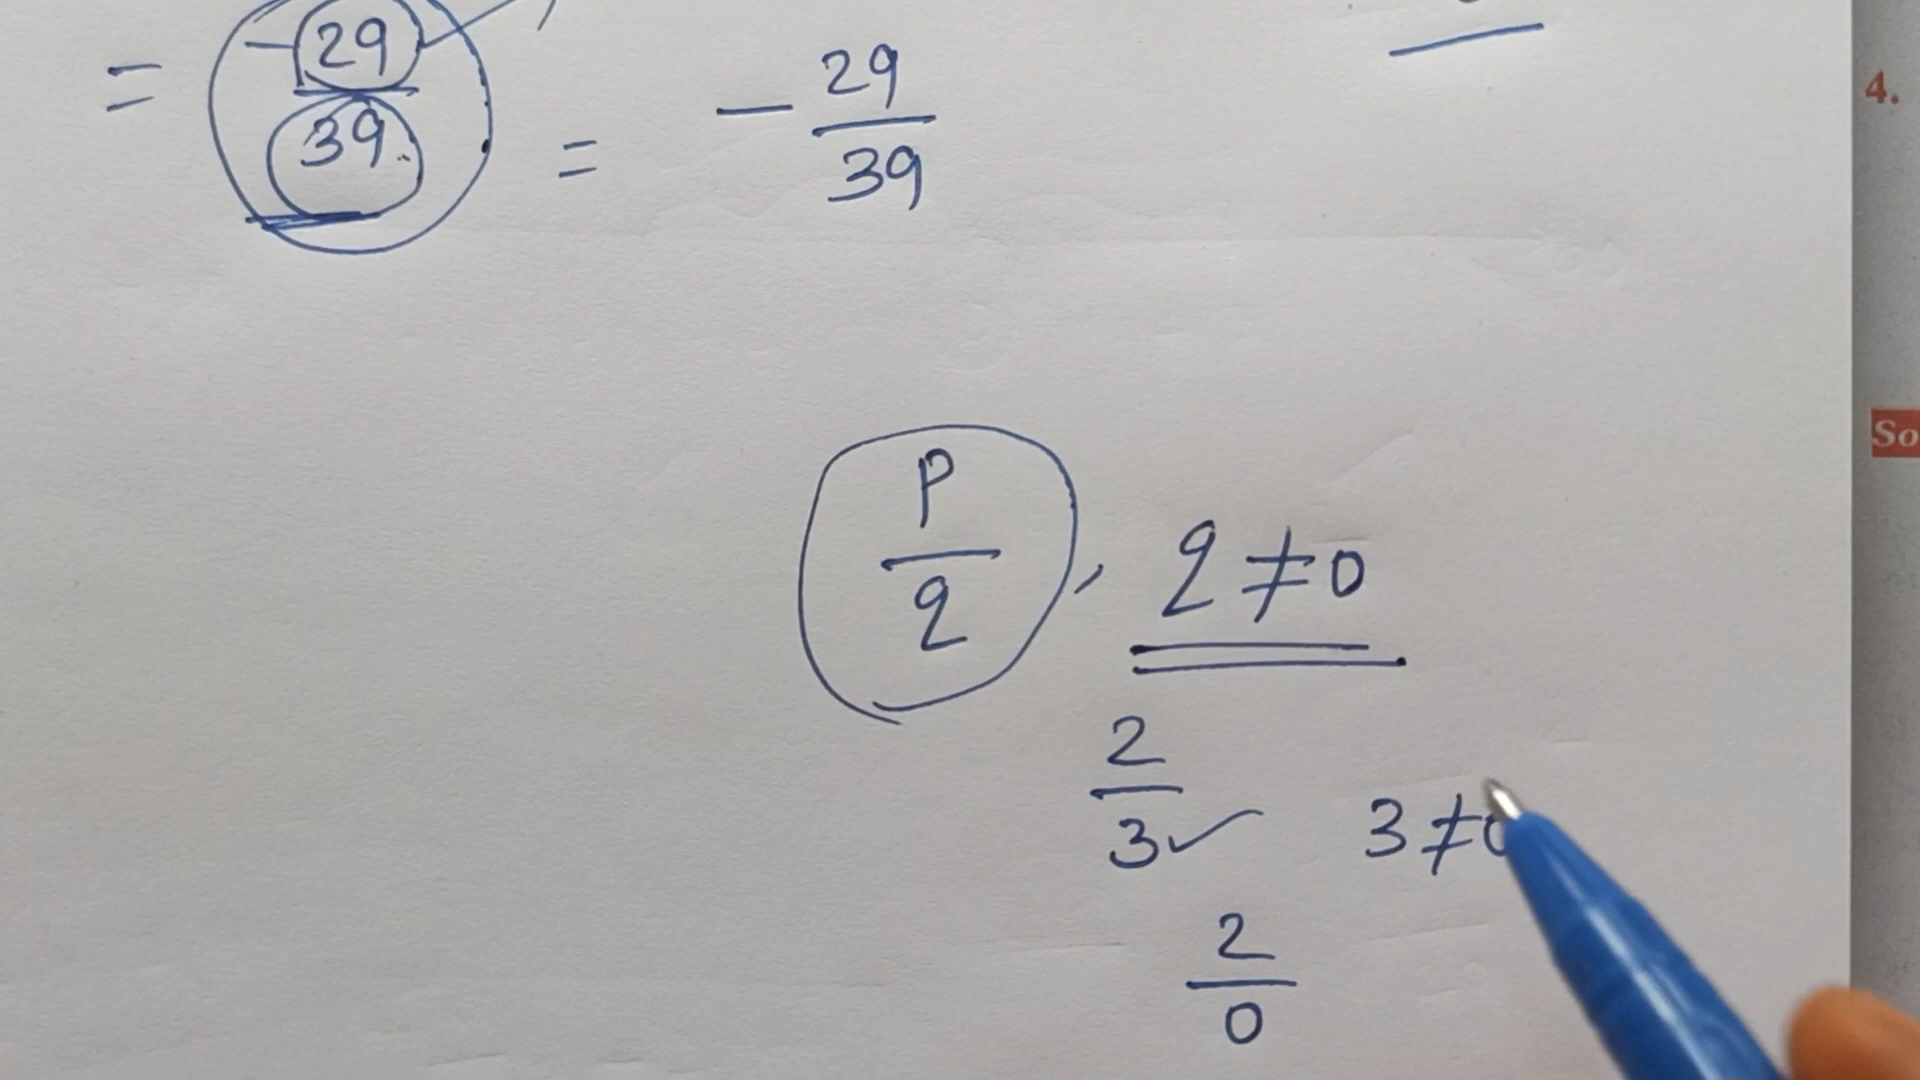 = -29/39 = - 29/39
4.
So
p/q, q ≠ 0
2/3 ✓ 3 ≠ 0
2/0